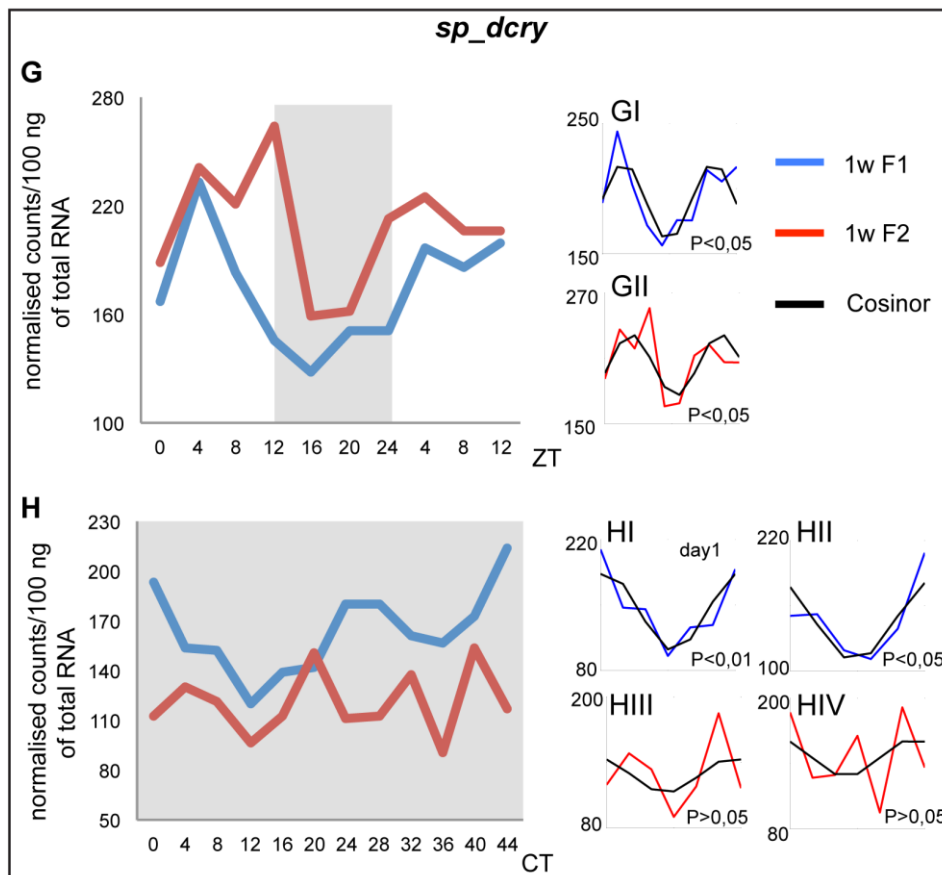 sp_dcry
G
280
220
160
100
normalised counts/100 ng
of total RNA
0 4 8 12 16 20 24 4 8 12
ZT
GI
250
150
P<0,05
GII
270
150
P<0,05
1w F1
1w F2
Cosinor
H
230
200
170
140
110
80
50
normalised counts/100 ng
of total RNA
0 4 8 12 16 20 24 28 32 36 40 44
CT
HI
220
day1
80
P<0,01
HII
220
100
P<0,05
HIII
200
80
P>0,05
HIV
200
80
P>0,05